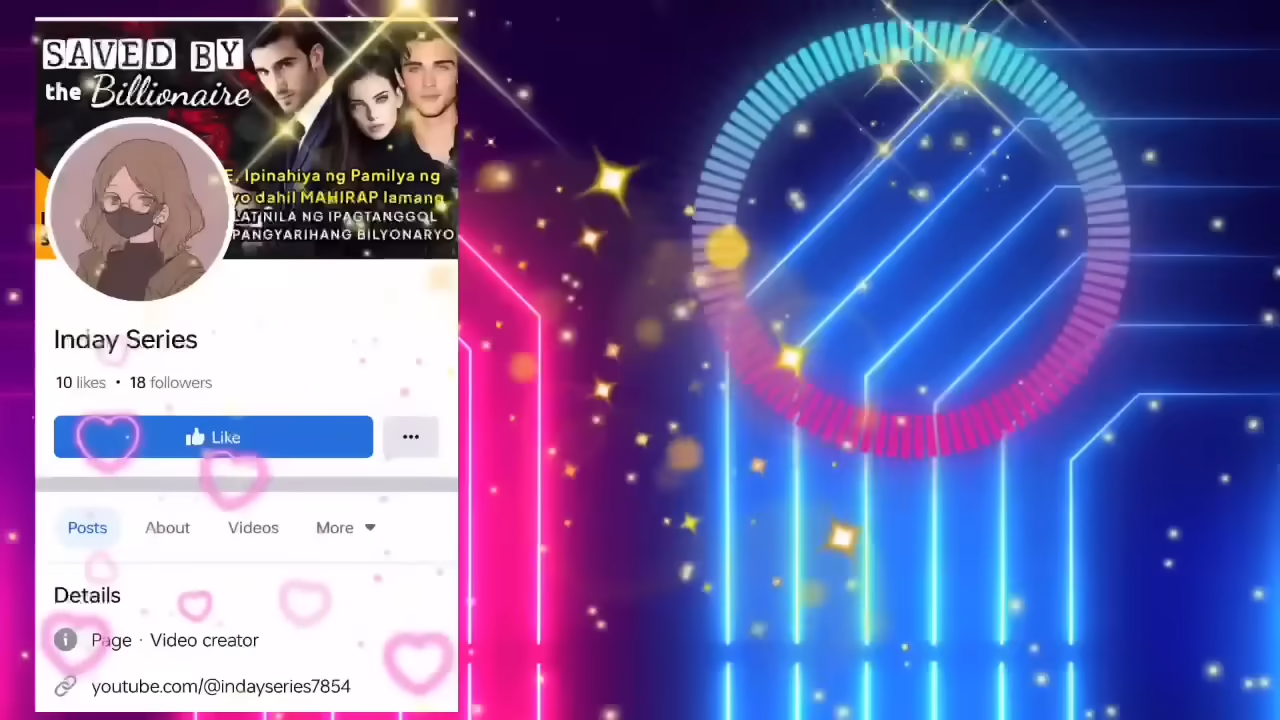 SAVED BY
the Billionaire
E, Ipinahiya ng Pamilya ng
yo dahil MAHIRAP lamang
NILA NG IPAGTANGGOL
PANGYARIHANG BILYONARYO
Inday Series
10 likes • 18 followers
Like
Posts About Videos More
Details
Page · Video creator
youtube.com/@indayseries7854